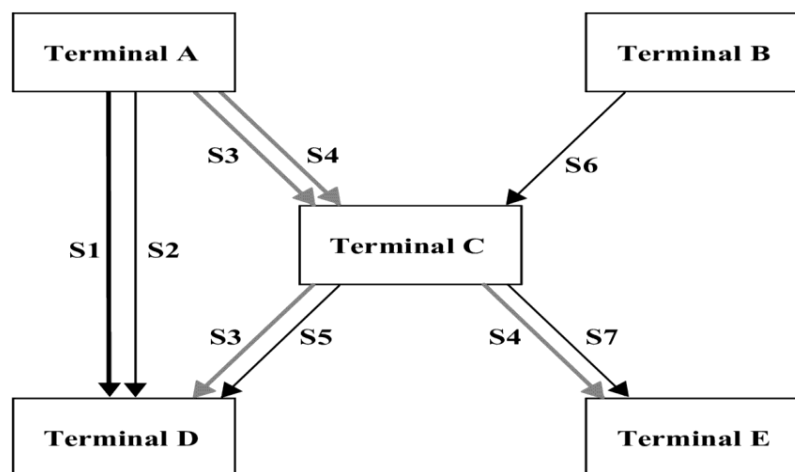 Terminal A
Terminal B
S3
S4
S6
S1
S2
Terminal C
S3
S5
S4
S7
Terminal D
Terminal E